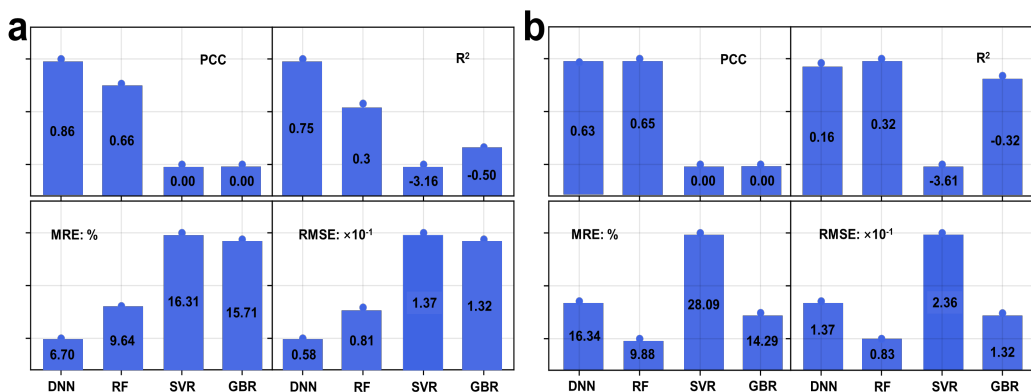 a
PCC
0.86
0.66
0.00
0.00
R²
0.75
0.3
-3.16
-0.50
MRE: %
6.70
9.64
16.31
15.71
RMSE: ×10⁻¹
0.58
0.81
1.37
1.32
DNN RF SVR GBR DNN RF SVR GBR
b
PCC
0.63
0.65
0.00
0.00
R²
0.16
0.32
-3.61
-0.32
MRE: %
16.34
9.88
28.09
14.29
RMSE: ×10⁻¹
1.37
0.83
2.36
1.32
DNN RF SVR GBR DNN RF SVR GBR